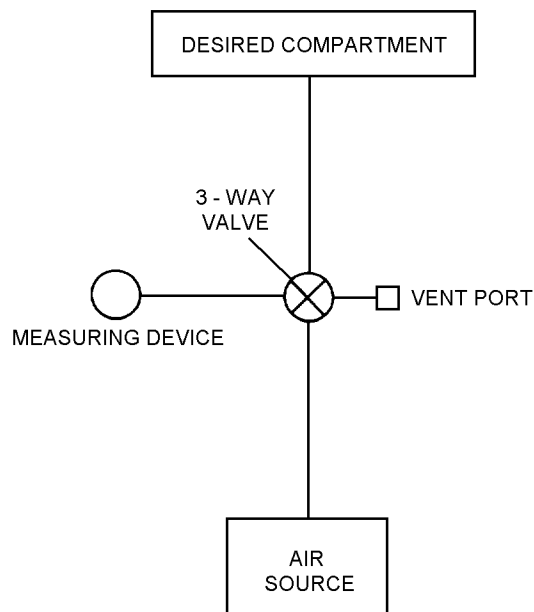 DESIRED COMPARTMENT
3 - WAY
VALVE
VENT PORT
MEASURING DEVICE
AIR
SOURCE